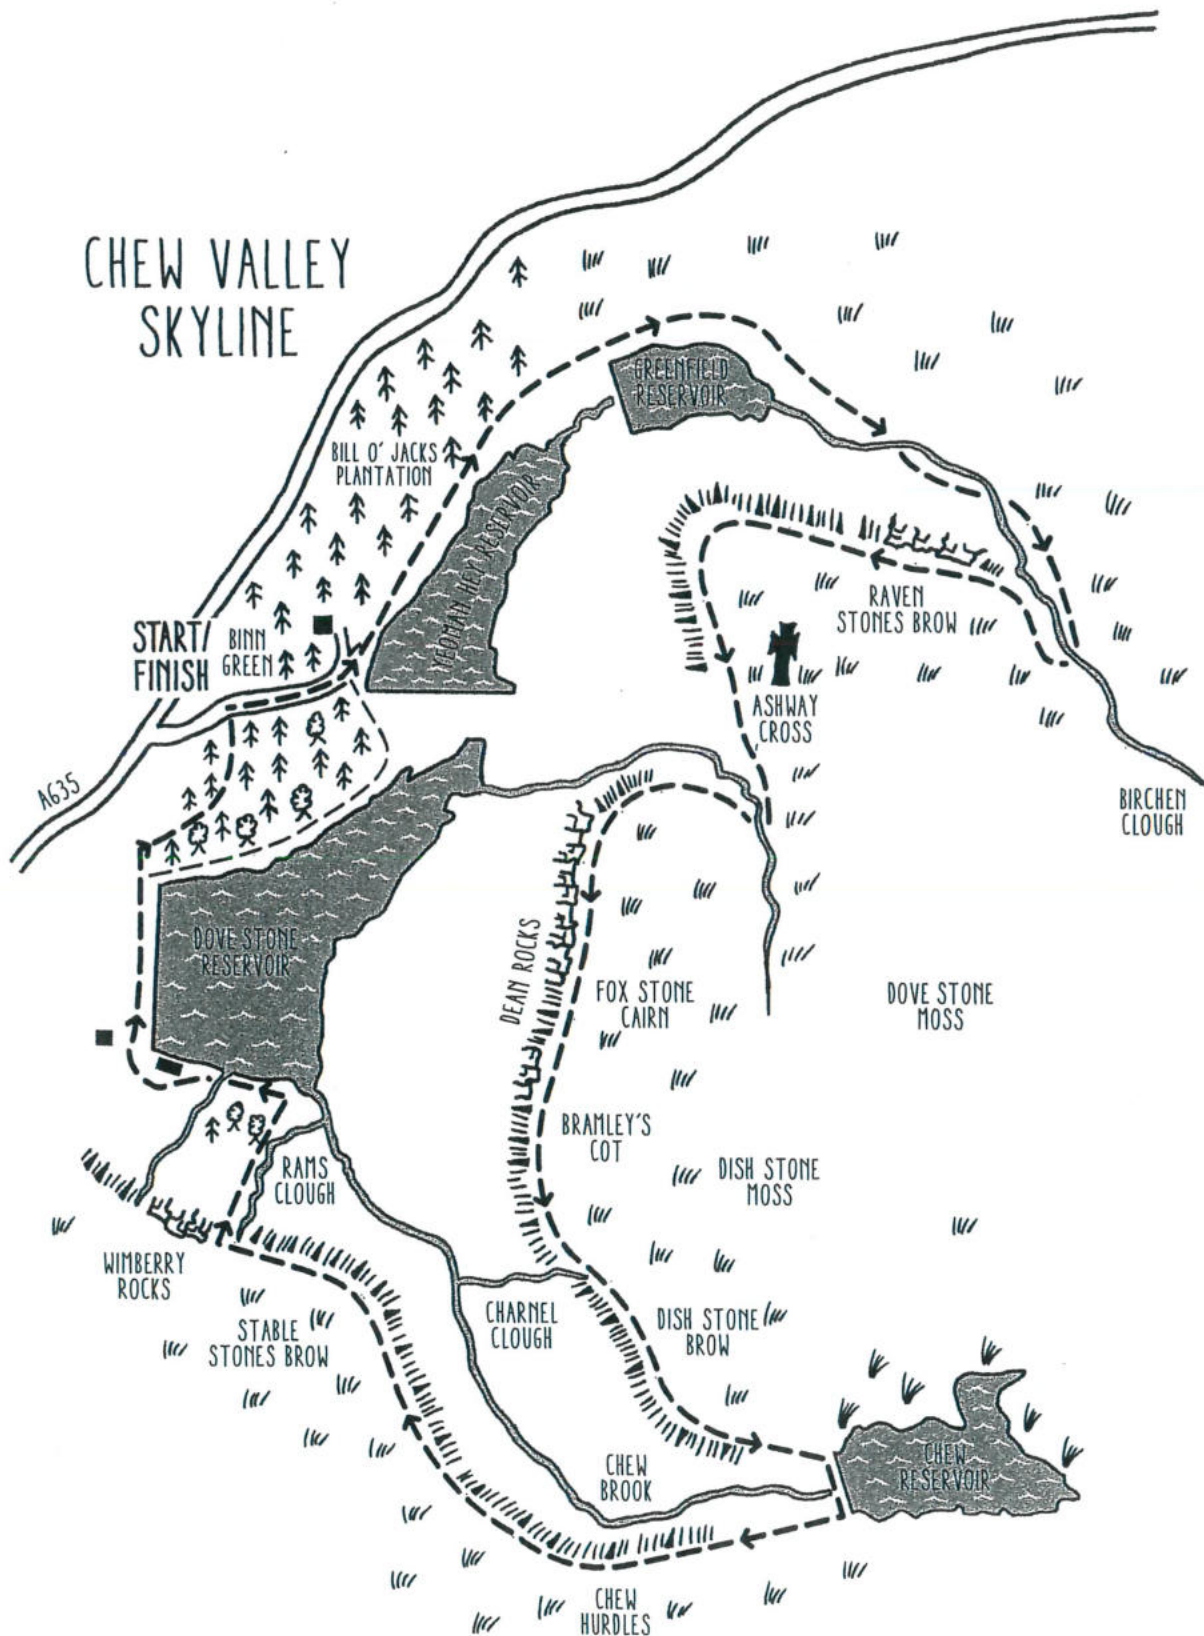 CHEW VALLEY
SKYLINE
GREENFIELD
RESERVOIR
BILL O' JACKS
PLANTATION
YEOMAN HEY RESERVOIR
RAVEN
STONES BROW
START/
FINISH
BINN
GREEN
ASHWAY
CROSS
A635
BIRCHEN
CLOUGH
DOVE STONE
RESERVOIR
DEAN ROCKS
FOX STONE
CAIRN
DOVE STONE
MOSS
BRAMLEY'S
COT
RAMS
CLOUGH
DISH STONE
MOSS
WIMBERRY
ROCKS
STABLE
STONES BROW
CHARNEL
CLOUGH
DISH STONE
BROW
CHEW
BROOK
CHEW
RESERVOIR
CHEW
HURDLES